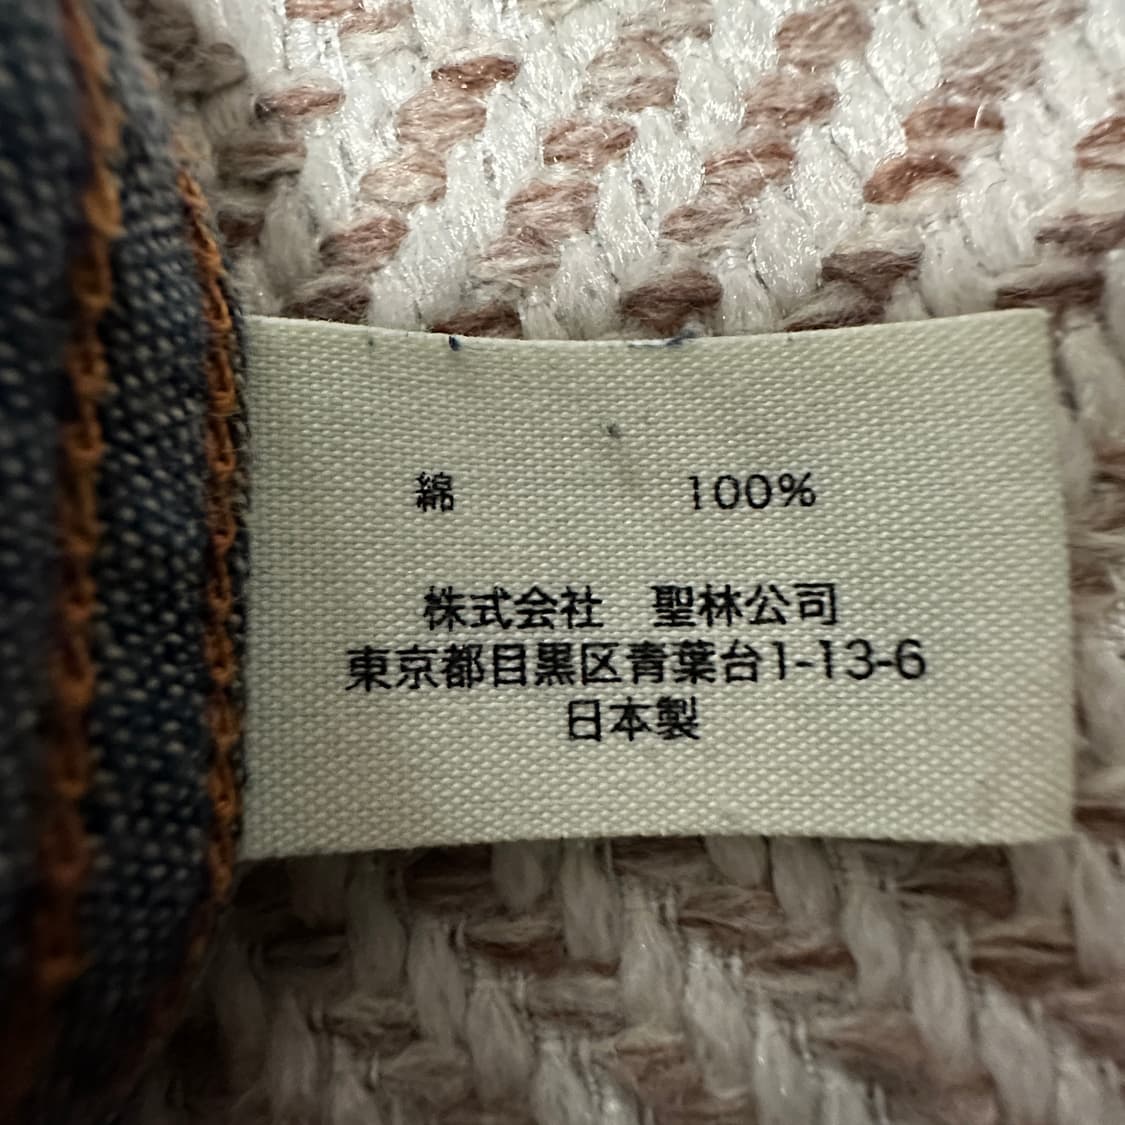 綿 100%
株式会社 聖林公司
東京都目黒区青葉台1-13-6
日本製